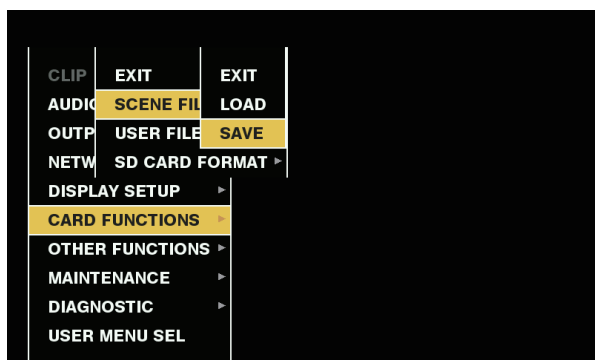 CLIP EXIT EXIT
AUDIO SCENE FIL LOAD
OUTP USER FILE SAVE
NETW SD CARD FORMAT
DISPLAY SETUP
CARD FUNCTIONS
OTHER FUNCTIONS
MAINTENANCE
DIAGNOSTIC
USER MENU SEL